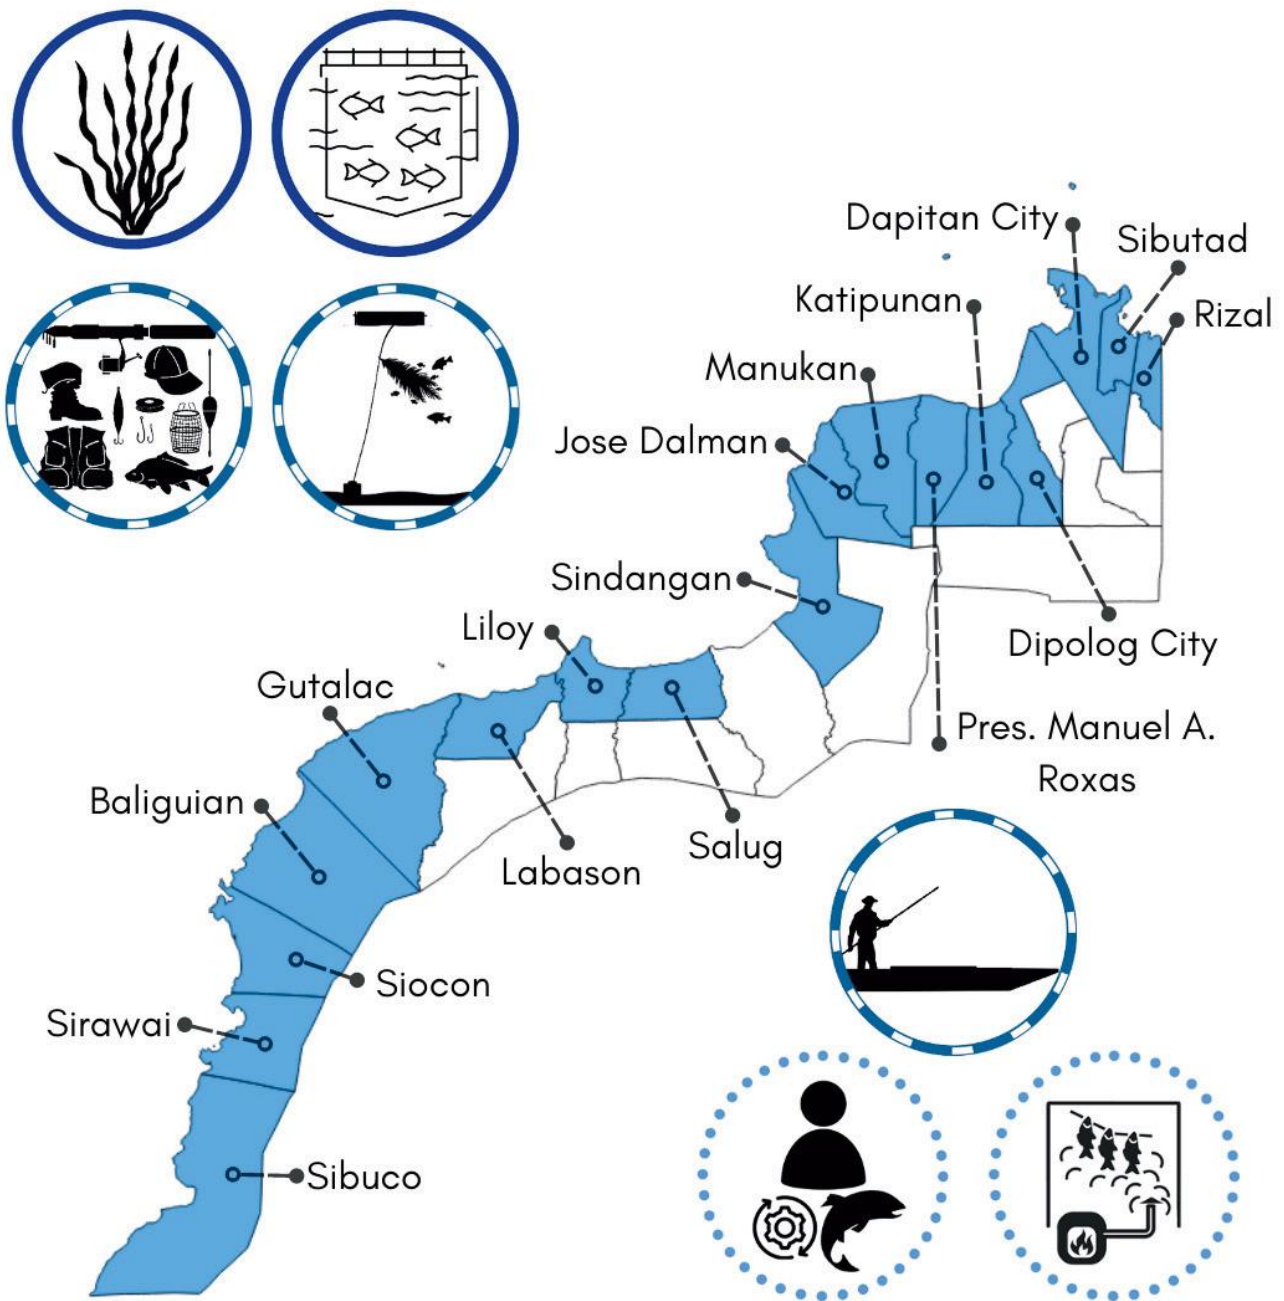 Dapitan City
Sibutad
Katipunan
Rizal
Manukan
Jose Dalman
Sindangan
Liloy
Dipolog City
Gutalac
Pres. Manuel A.
Roxas
Baliguian
Salug
Labason
Siocon
Sirawai
Sibuco